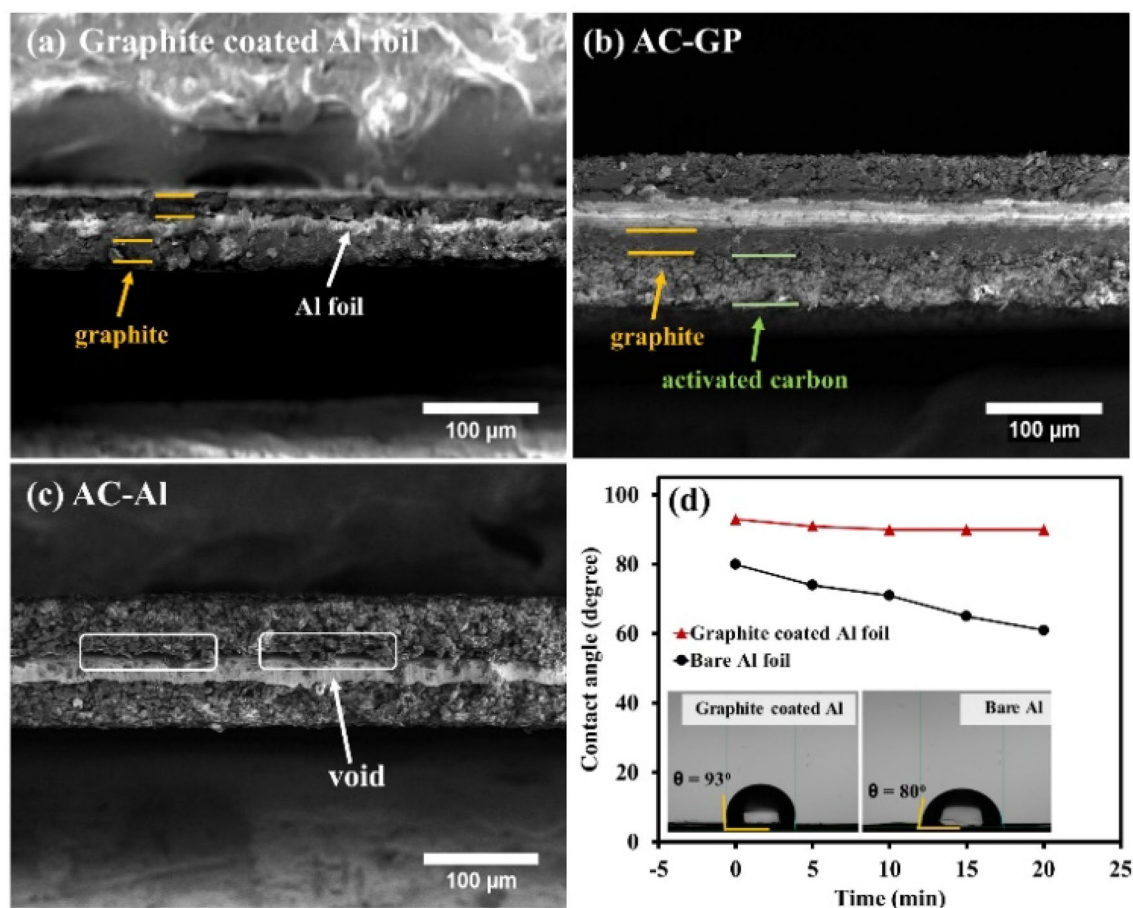 (a) Graphite coated Al foil
graphite
Al foil
100 µm
(b) AC-GP
graphite
activated carbon
100 µm
(c) AC-Al
void
100 µm
(d)
Contact angle (degree)
100
80
60
40
20
0
Graphite coated Al foil
Bare Al foil
Graphite coated Al
θ = 93°
Bare Al
θ = 80°
-5 0 5 10 15 20 25
Time (min)